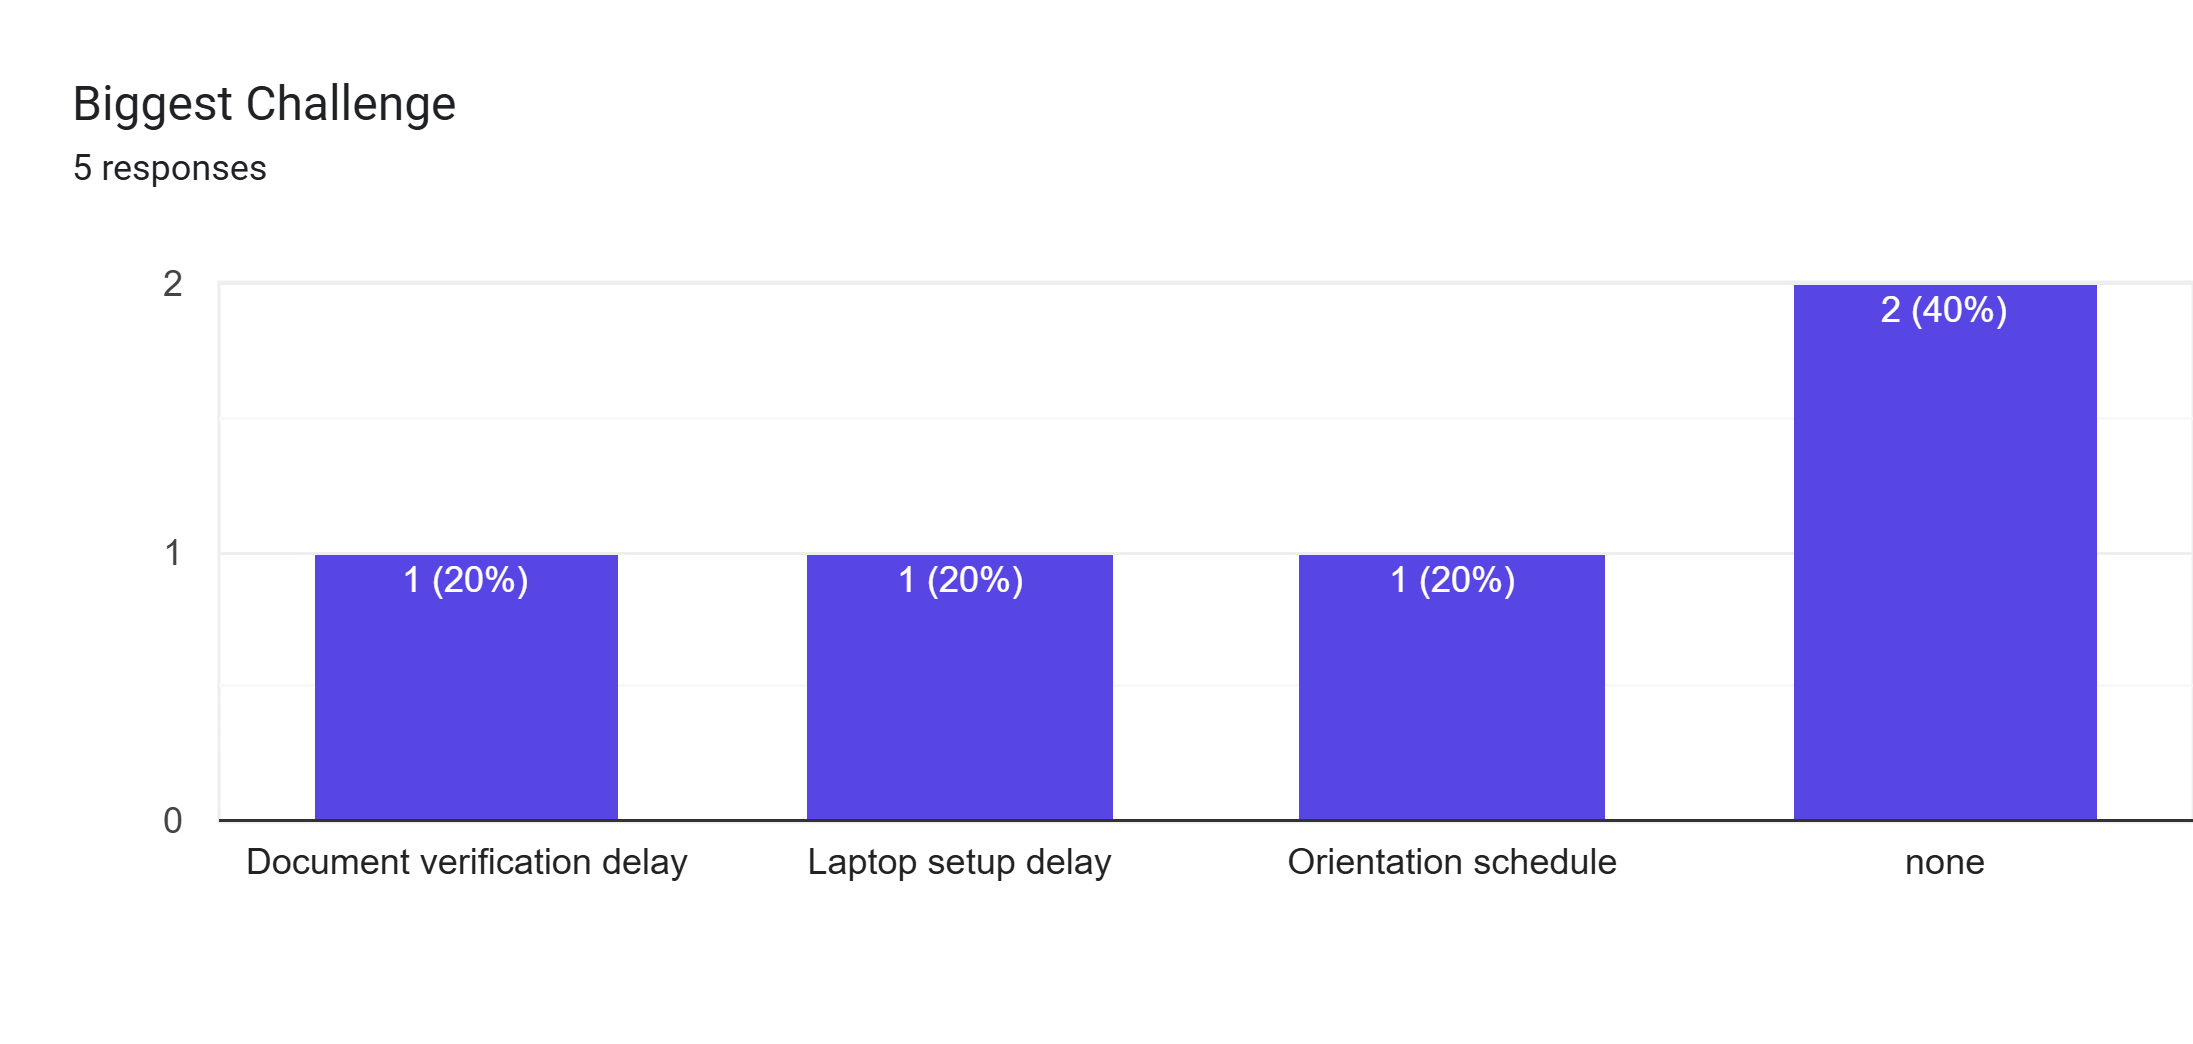 Biggest Challenge
5 responses
2
2 (40%)
1
1 (20%)
1 (20%)
1 (20%)
0
Document verification delay
Laptop setup delay
Orientation schedule
none